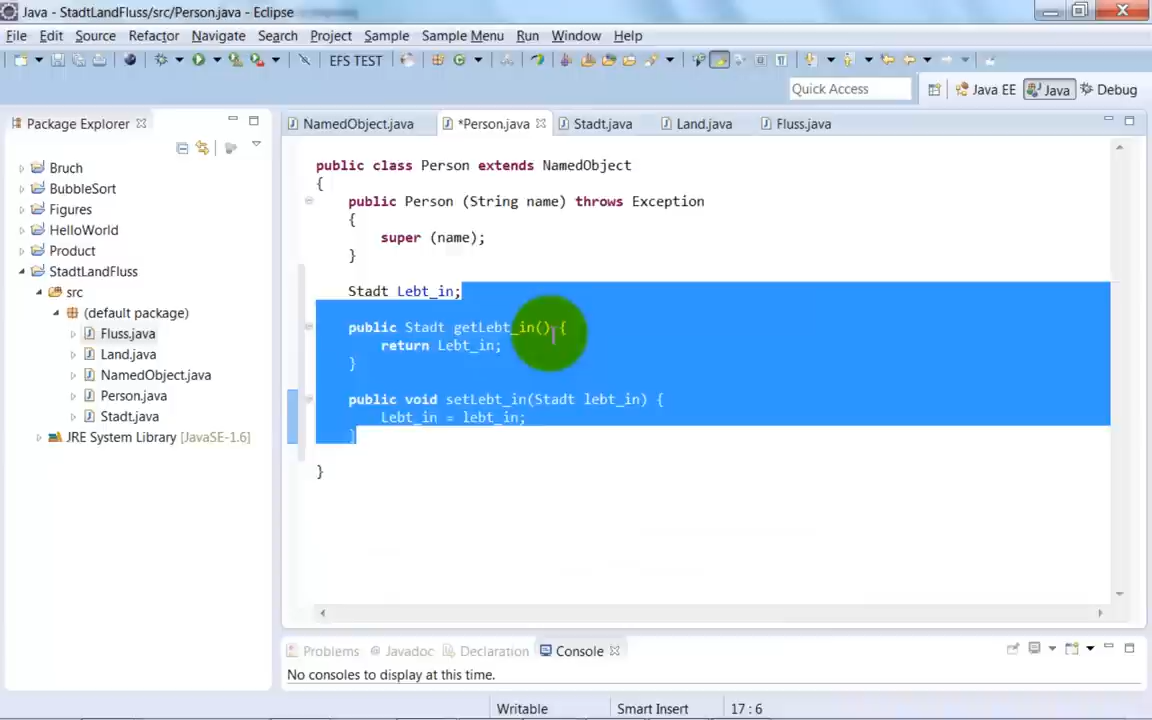 Java - StadtLandFluss/src/Person.java - Eclipse
File Edit Source Refactor Navigate Search Project Sample Sample Menu Run Window Help
EFS TEST
Quick Access
Java EE
Java
Debug
Package Explorer
NamedObject.java
*Person.java
Stadt.java
Land.java
Fluss.java
Bruch
BubbleSort
Figures
HelloWorld
Product
StadtLandFluss
src
(default package)
Fluss.java
Land.java
NamedObject.java
Person.java
Stadt.java
JRE System Library [JavaSE-1.6]
public class Person extends NamedObject
{
public Person (String name) throws Exception
{
super (name);
}
Stadt Lebt_in;
public Stadt getLebt_in() {
return Lebt_in;
}
public void setLebt_in(Stadt lebt_in) {
Lebt_in = lebt_in;
}
}
Problems
@ Javadoc
Declaration
Console
No consoles to display at this time.
Writable
Smart Insert
17 : 6